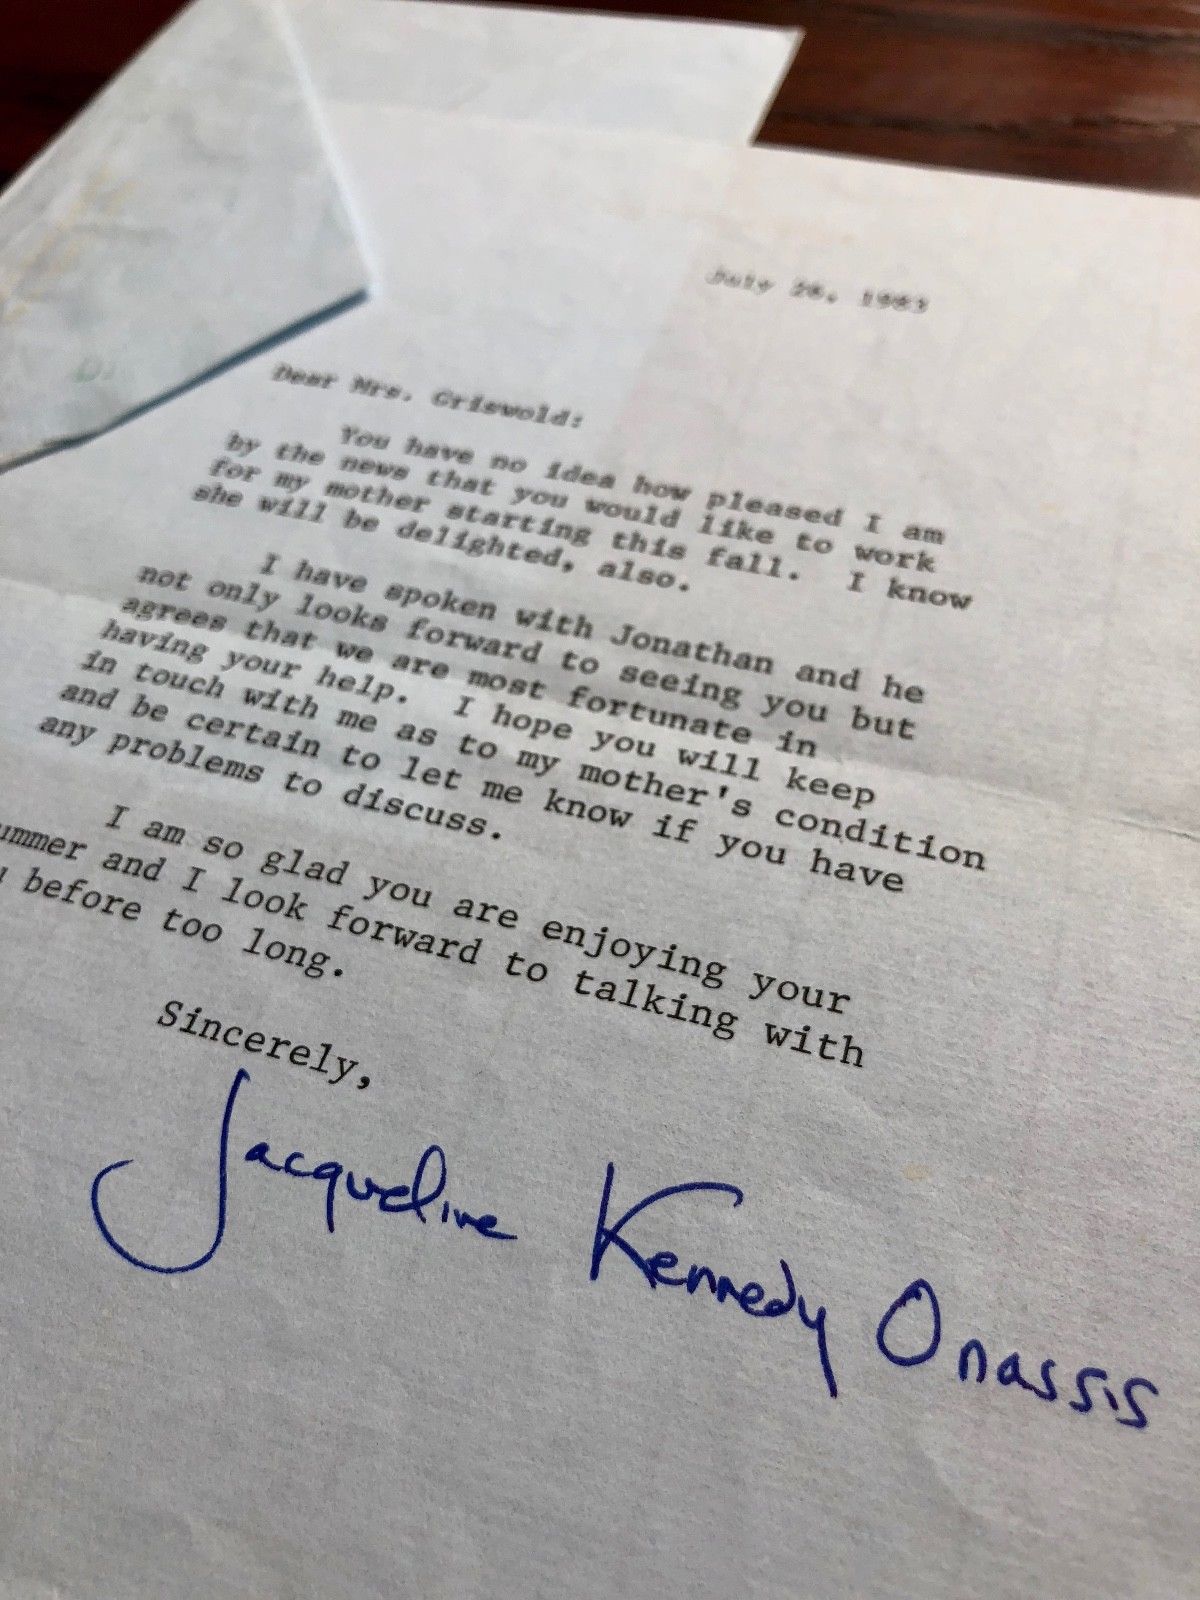 July 26, 1983
Dear Mrs. Griswold:
You have no idea how pleased I am
by the news that you would like to work
for my mother starting this fall. I know
she will be delighted, also.
I have spoken with Jonathan and he
not only looks forward to seeing you but
agrees that we are most fortunate in
having your help. I hope you will keep
in touch with me as to my mother's condition
and be certain to let me know if you have
any problems to discuss.
I am so glad you are enjoying your
ummer and I look forward to talking with
before too long.
Sincerely,
Jacqueline Kennedy Onassis